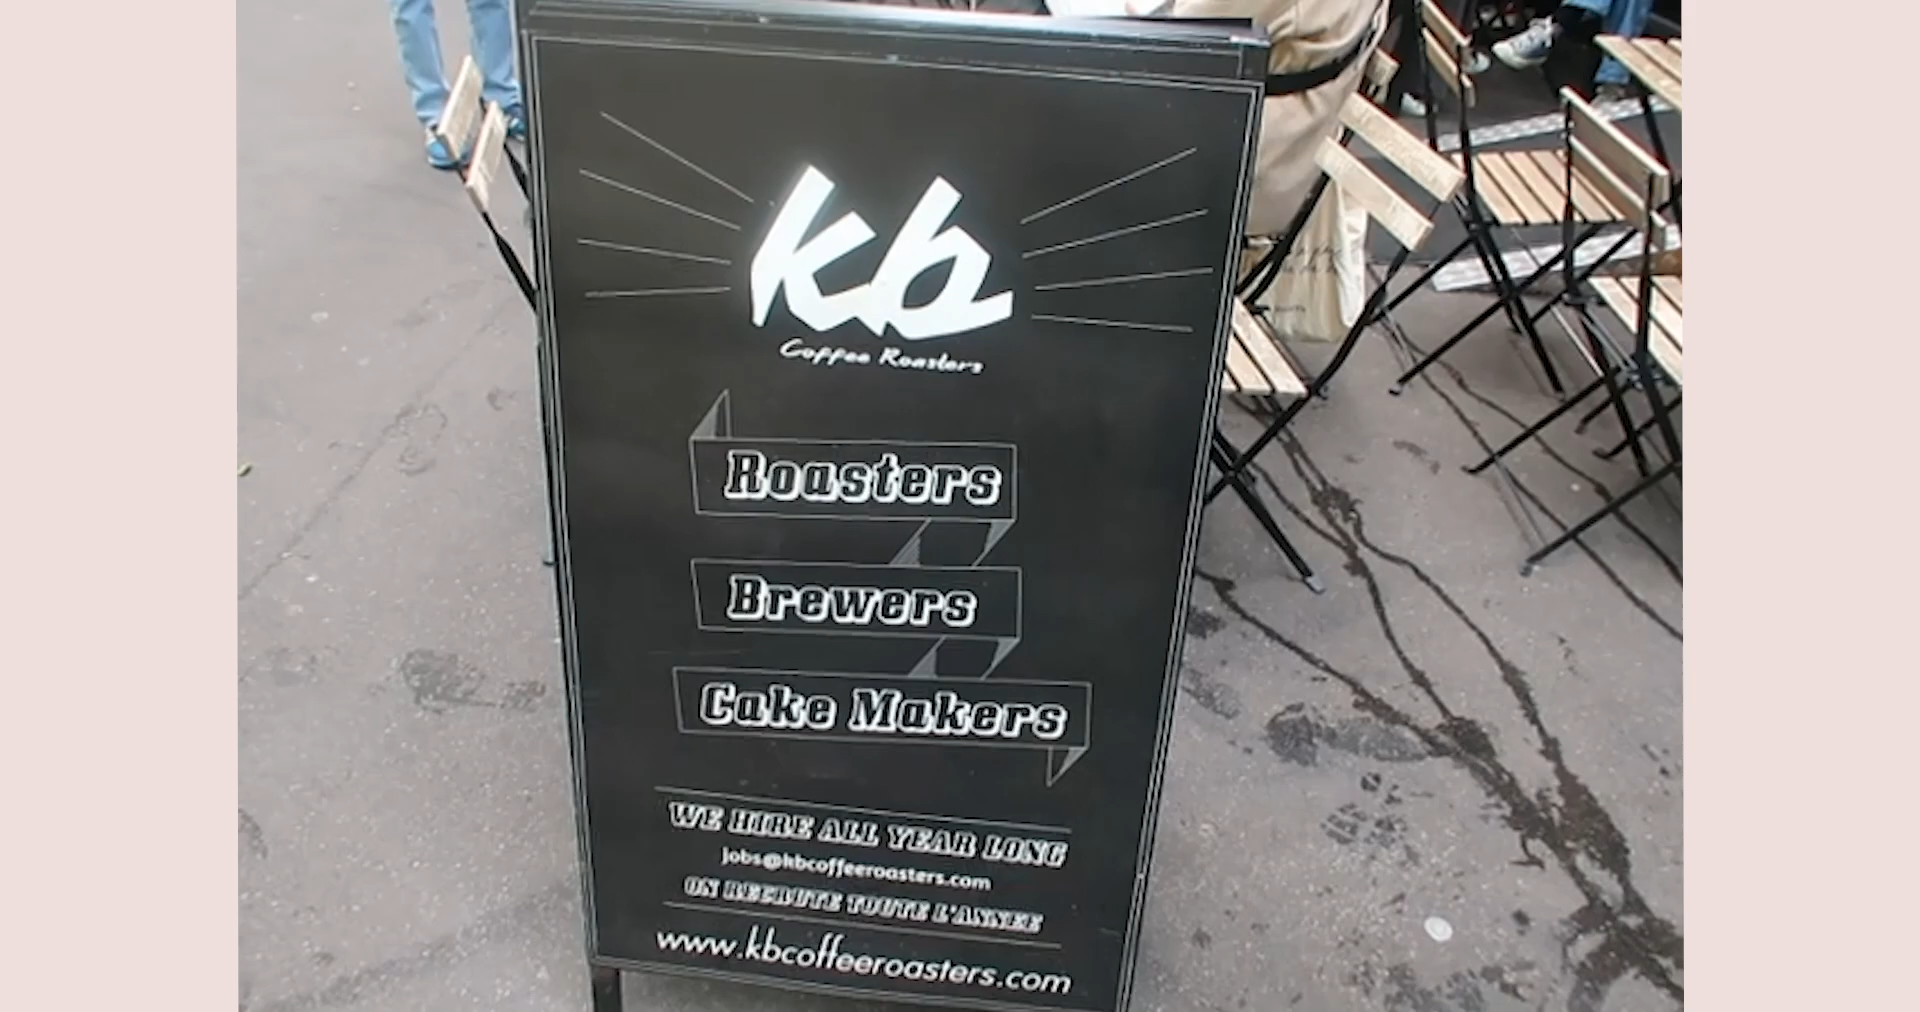 kb
Coffee Roasters
Roasters
Brewers
Cake Makers
WE HIRE ALL YEAR LONG
jobs@kbcoffeeroasters.com
ON RECRUTE TOUTE L'ANNEE
www.kbcoffeeroasters.com